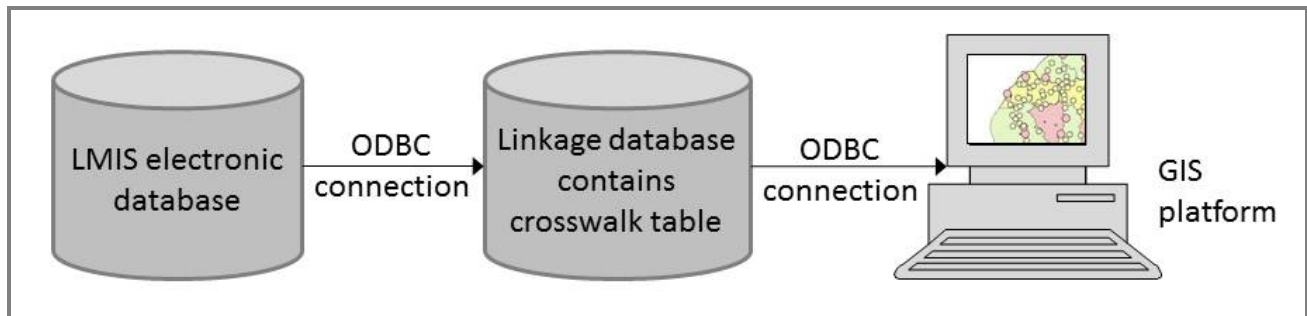 LMIS electronic
database
ODBC
connection
Linkage database
contains
crosswalk table
ODBC
connection
GIS
platform